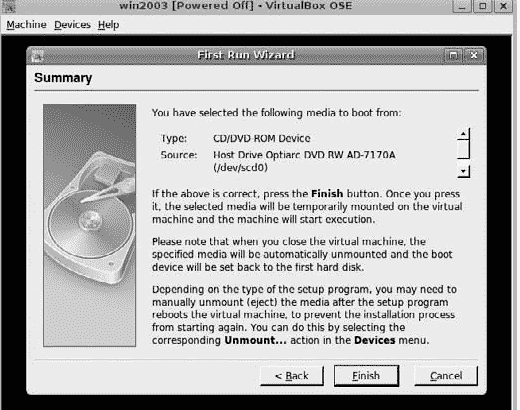 win2003 [Powered Off] - VirtualBox OSE
Machine Devices Help
First Run Wizard
Summary
You have selected the following media to boot from:
Type: CD/DVD-ROM Device
Source: Host Drive Optiarc DVD RW AD-7170A
(/dev/scd0)
If the above is correct, press the Finish button. Once you press
it, the selected media will be temporarily mounted on the virtual
machine and the machine will start execution.
Please note that when you close the virtual machine, the
specified media will be automatically unmounted and the boot
device will be set back to the first hard disk.
Depending on the type of the setup program, you may need to
manually unmount (eject) the media after the setup program
reboots the virtual machine, to prevent the installation process
from starting again. You can do this by selecting the
corresponding Unmount... action in the Devices menu.
< Back Finish Cancel